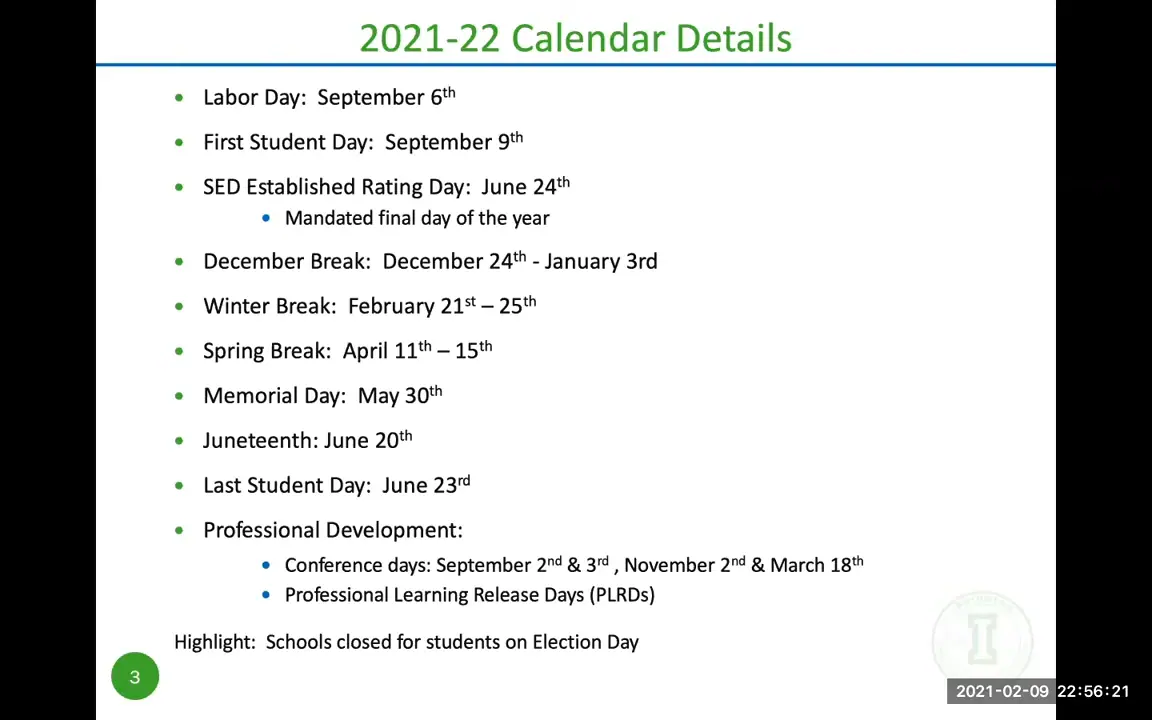 2021-22 Calendar Details
• Labor Day: September 6th
• First Student Day: September 9th
• SED Established Rating Day: June 24th
• Mandated final day of the year
• December Break: December 24th - January 3rd
• Winter Break: February 21st – 25th
• Spring Break: April 11th – 15th
• Memorial Day: May 30th
• Juneteenth: June 20th
• Last Student Day: June 23rd
• Professional Development:
• Conference days: September 2nd & 3rd , November 2nd & March 18th
• Professional Learning Release Days (PLRDs)
Highlight: Schools closed for students on Election Day
3
I
2021-02-09 22:56:21